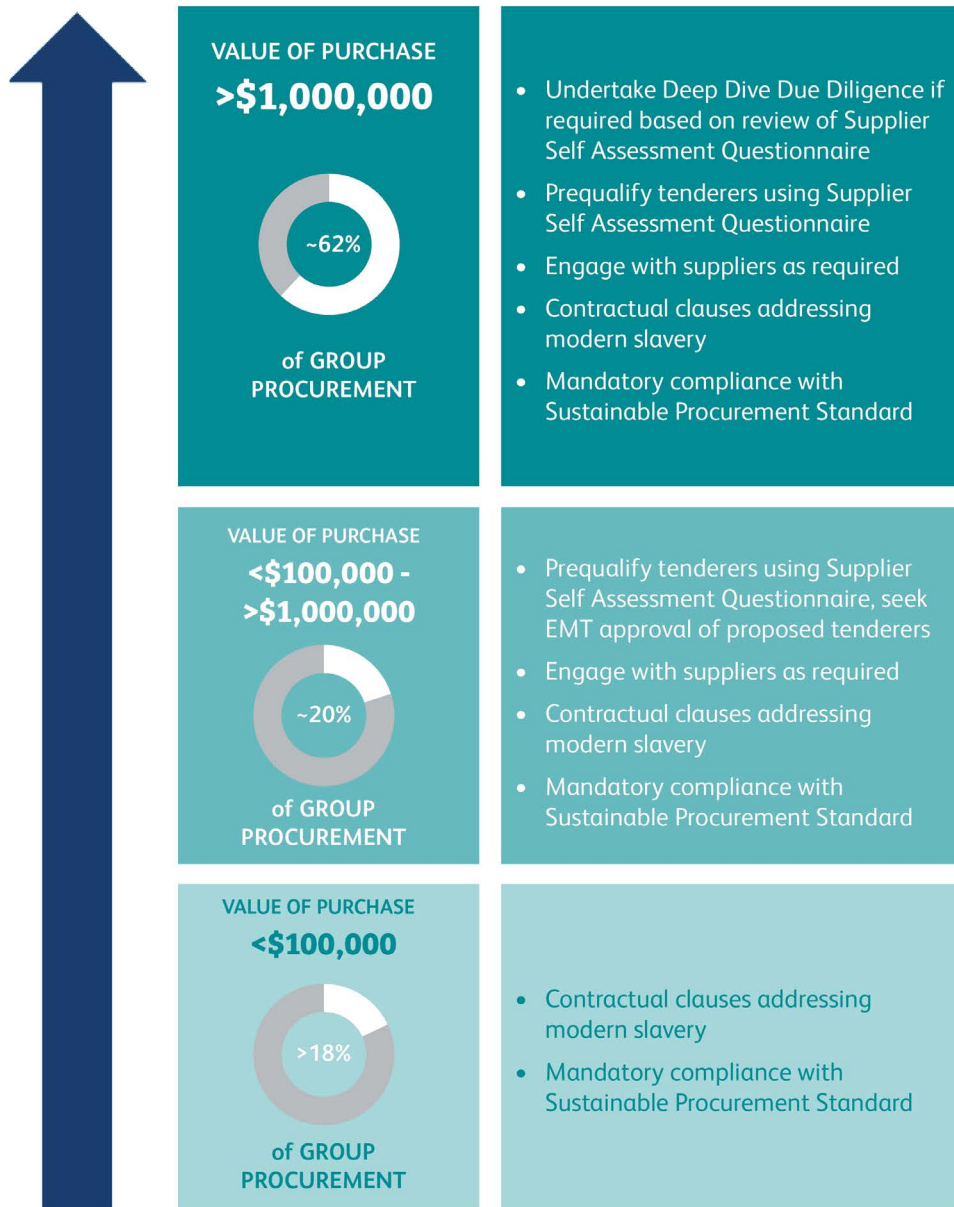 VALUE OF PURCHASE
>$1,000,000
~62%
of GROUP
PROCUREMENT
• Undertake Deep Dive Due Diligence if
required based on review of Supplier
Self Assessment Questionnaire
• Prequalify tenderers using Supplier
Self Assessment Questionnaire
• Engage with suppliers as required
• Contractual clauses addressing
modern slavery
• Mandatory compliance with
Sustainable Procurement Standard
VALUE OF PURCHASE
<$100,000 -
>$1,000,000
~20%
of GROUP
PROCUREMENT
• Prequalify tenderers using Supplier
Self Assessment Questionnaire, seek
EMT approval of proposed tenderers
• Engage with suppliers as required
• Contractual clauses addressing
modern slavery
• Mandatory compliance with
Sustainable Procurement Standard
VALUE OF PURCHASE
<$100,000
>18%
of GROUP
PROCUREMENT
• Contractual clauses addressing
modern slavery
• Mandatory compliance with
Sustainable Procurement Standard